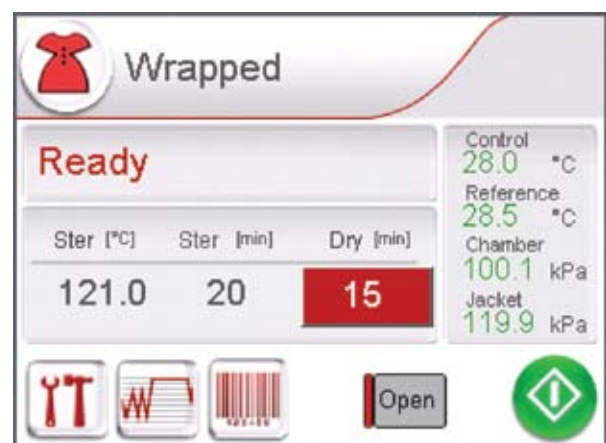 Wrapped
Ready
Ster [°C] Ster [min] Dry [min]
121.0 20 15
Control
28.0 °C
Reference
28.5 °C
Chamber
100.1 kPa
Jacket
119.9 kPa
Open